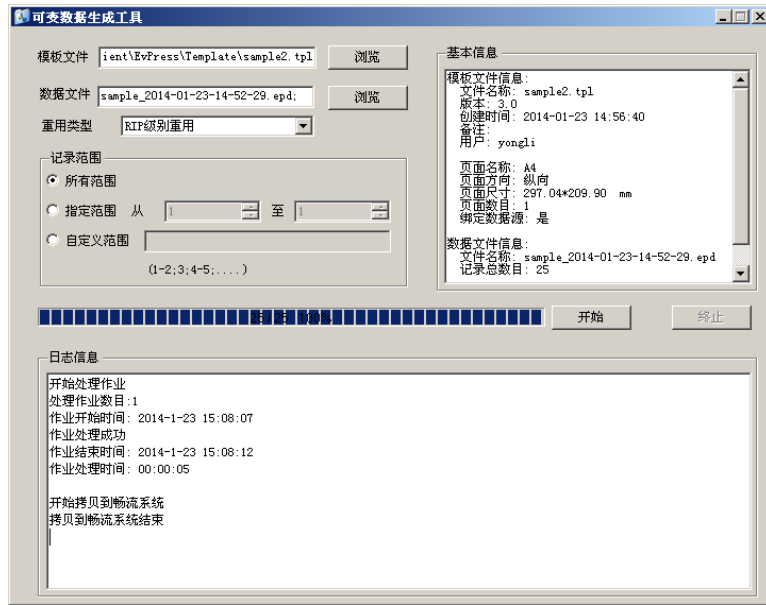 可变数据生成工具
模板文件 ient\EvPress\Template\sample2.tpl 浏览
数据文件 sample_2014-01-23-14-52-29.epd; 浏览
重用类型 RIP级别重用
记录范围
所有范围
指定范围 从 1 至 1
自定义范围
(1-2;3;4-5;....)
基本信息
模板文件信息:
文件名称: sample2.tpl
版本: 3.0
创建时间: 2014-01-23 14:56:40
备注:
用户: yongli
页面名称: A4
页面方向: 纵向
页面尺寸: 297.04*209.90 mm
页面数目: 1
绑定数据源: 是
数据文件信息:
文件名称: sample_2014-01-23-14-52-29.epd
记录总数目: 25
25/25 100% 开始 终止
日志信息
开始处理作业
处理作业数目:1
作业开始时间: 2014-1-23 15:08:07
作业处理成功
作业结束时间: 2014-1-23 15:08:12
作业处理时间: 00:00:05
开始拷贝到畅流系统
拷贝到畅流系统结束